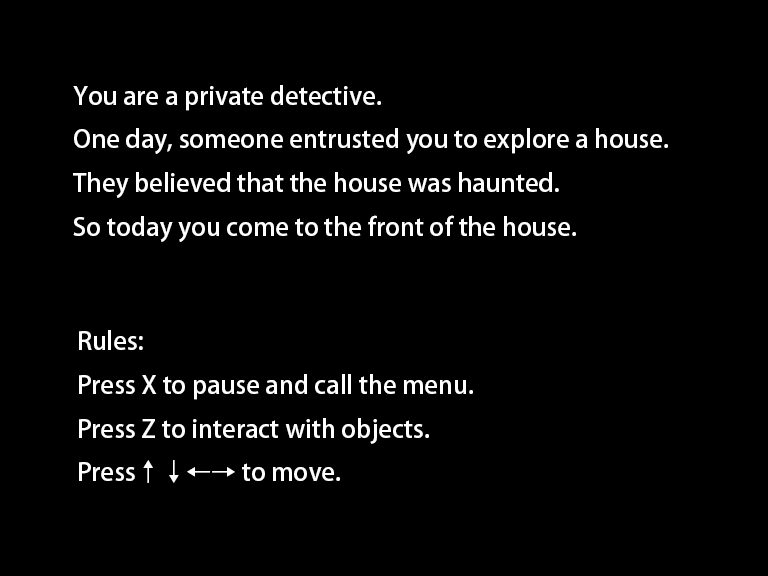 You are a private detective.
One day, someone entrusted you to explore a house.
They believed that the house was haunted.
So today you come to the front of the house.
Rules:
Press X to pause and call the menu.
Press Z to interact with objects.
Press ↑ ↓ ←→ to move.